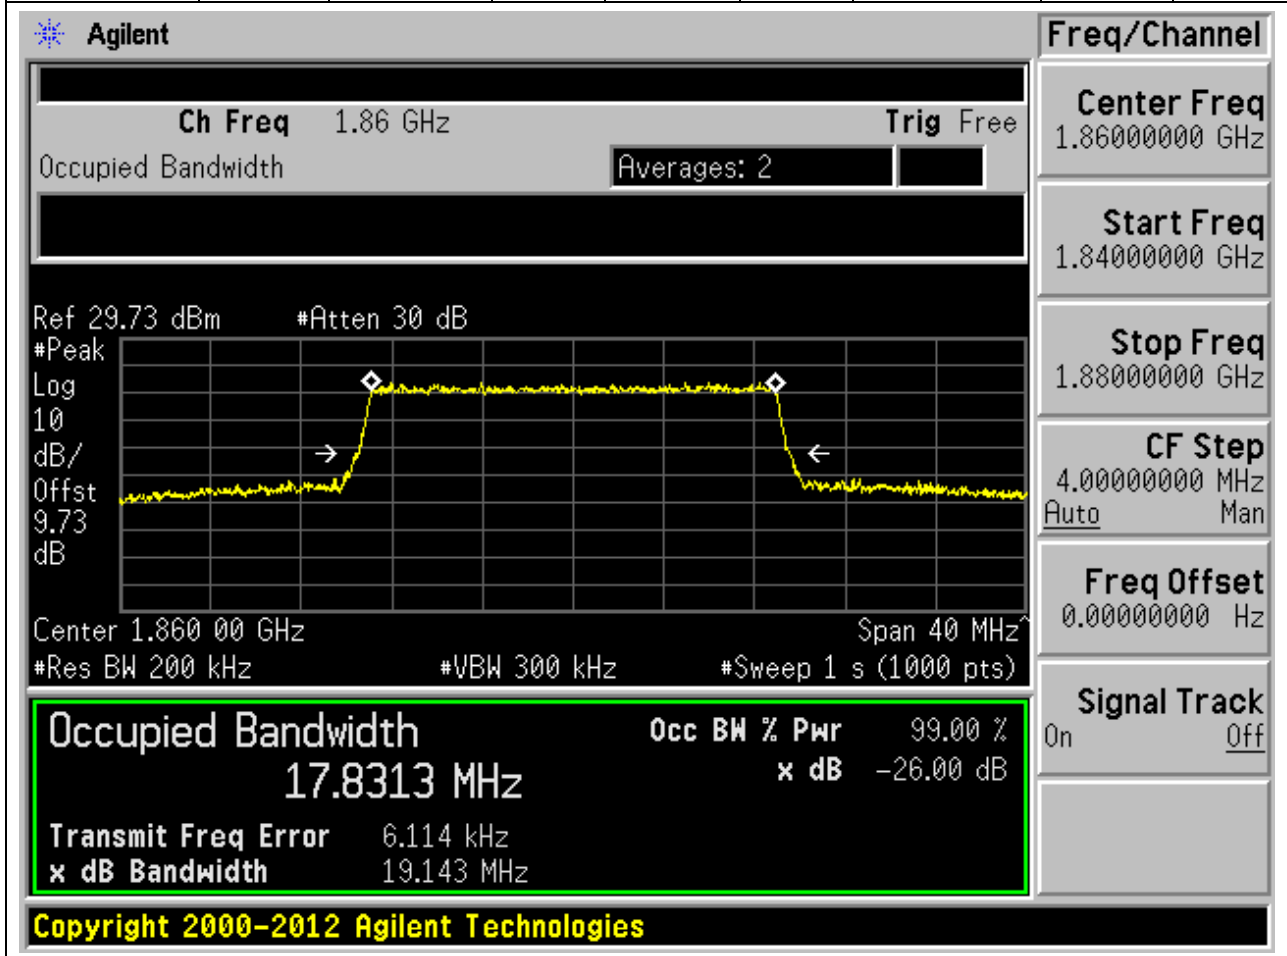 Agilent
Freq/Channel
Ch Freq 1.86 GHz Trig Free
Occupied Bandwidth Averages: 2
Ref 29.73 dBm #Atten 30 dB
#Peak
Log
10
dB/
Offst
9.73
dB
Center 1.860 00 GHz Span 40 MHz^
#Res BW 200 kHz #VBW 300 kHz #Sweep 1 s (1000 pts)
Occupied Bandwidth Occ BW % Pwr 99.00 %
17.8313 MHz x dB -26.00 dB
Transmit Freq Error 6.114 kHz
x dB Bandwidth 19.143 MHz
Copyright 2000-2012 Agilent Technologies
Center Freq
1.86000000 GHz
Start Freq
1.84000000 GHz
Stop Freq
1.88000000 GHz
CF Step
4.00000000 MHz
Auto Man
Freq Offset
0.00000000 Hz
Signal Track
On Off